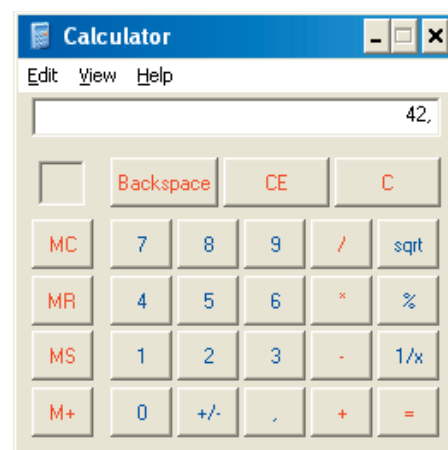 Calculator
Edit View Help
42,
Backspace CE C
MC 7 8 9 / sqrt
MR 4 5 6 * %
MS 1 2 3 - 1/x
M+ 0 +/- , + =